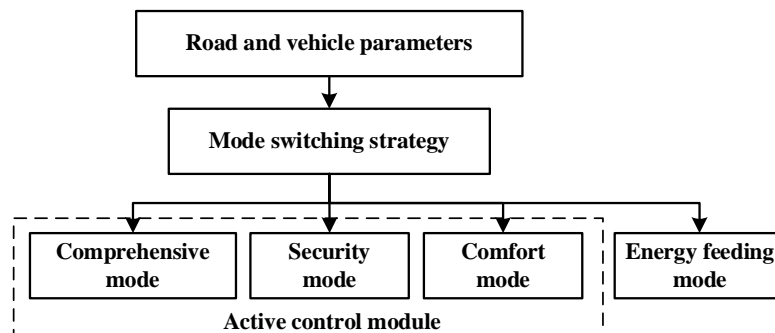 Road and vehicle parameters
Mode switching strategy
Comprehensive mode
Security mode
Comfort mode
Energy feeding mode
Active control module